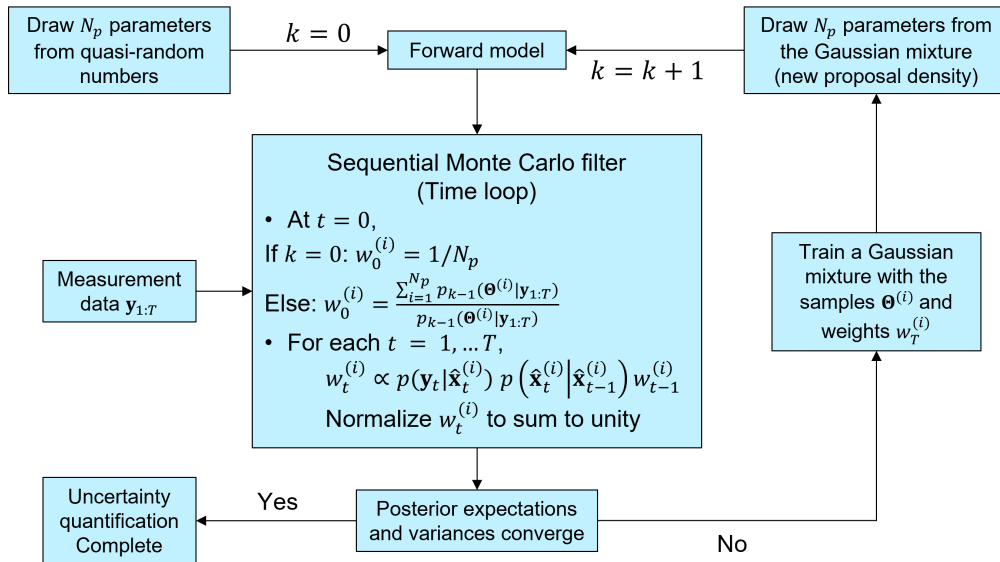 Draw $N_p$ parameters
from quasi-random
numbers
$k = 0$
Forward model
$k = k + 1$
Draw $N_p$ parameters from
the Gaussian mixture
(new proposal density)
Sequential Monte Carlo filter
(Time loop)
• At $t = 0$,
If $k = 0$: $w_0^{(i)} = 1/N_p$
Else: $w_0^{(i)} = \frac{\sum_{i=1}^{N_p} p_{k-1}(\mathbf{\Theta}^{(i)}|\mathbf{y}_{1:T})}{p_{k-1}(\mathbf{\Theta}^{(i)}|\mathbf{y}_{1:T})}$
• For each $t = 1, \ldots T$,
$w_t^{(i)} \propto p(\mathbf{y}_t|\hat{\mathbf{x}}_t^{(i)}) \, p\left(\hat{\mathbf{x}}_t^{(i)}\middle|\hat{\mathbf{x}}_{t-1}^{(i)}\right) w_{t-1}^{(i)}$
Normalize $w_t^{(i)}$ to sum to unity
Measurement
data $\mathbf{y}_{1:T}$
Train a Gaussian
mixture with the
samples $\mathbf{\Theta}^{(i)}$ and
weights $w_T^{(i)}$
Posterior expectations
and variances converge
Yes
No
Uncertainty
quantification
Complete